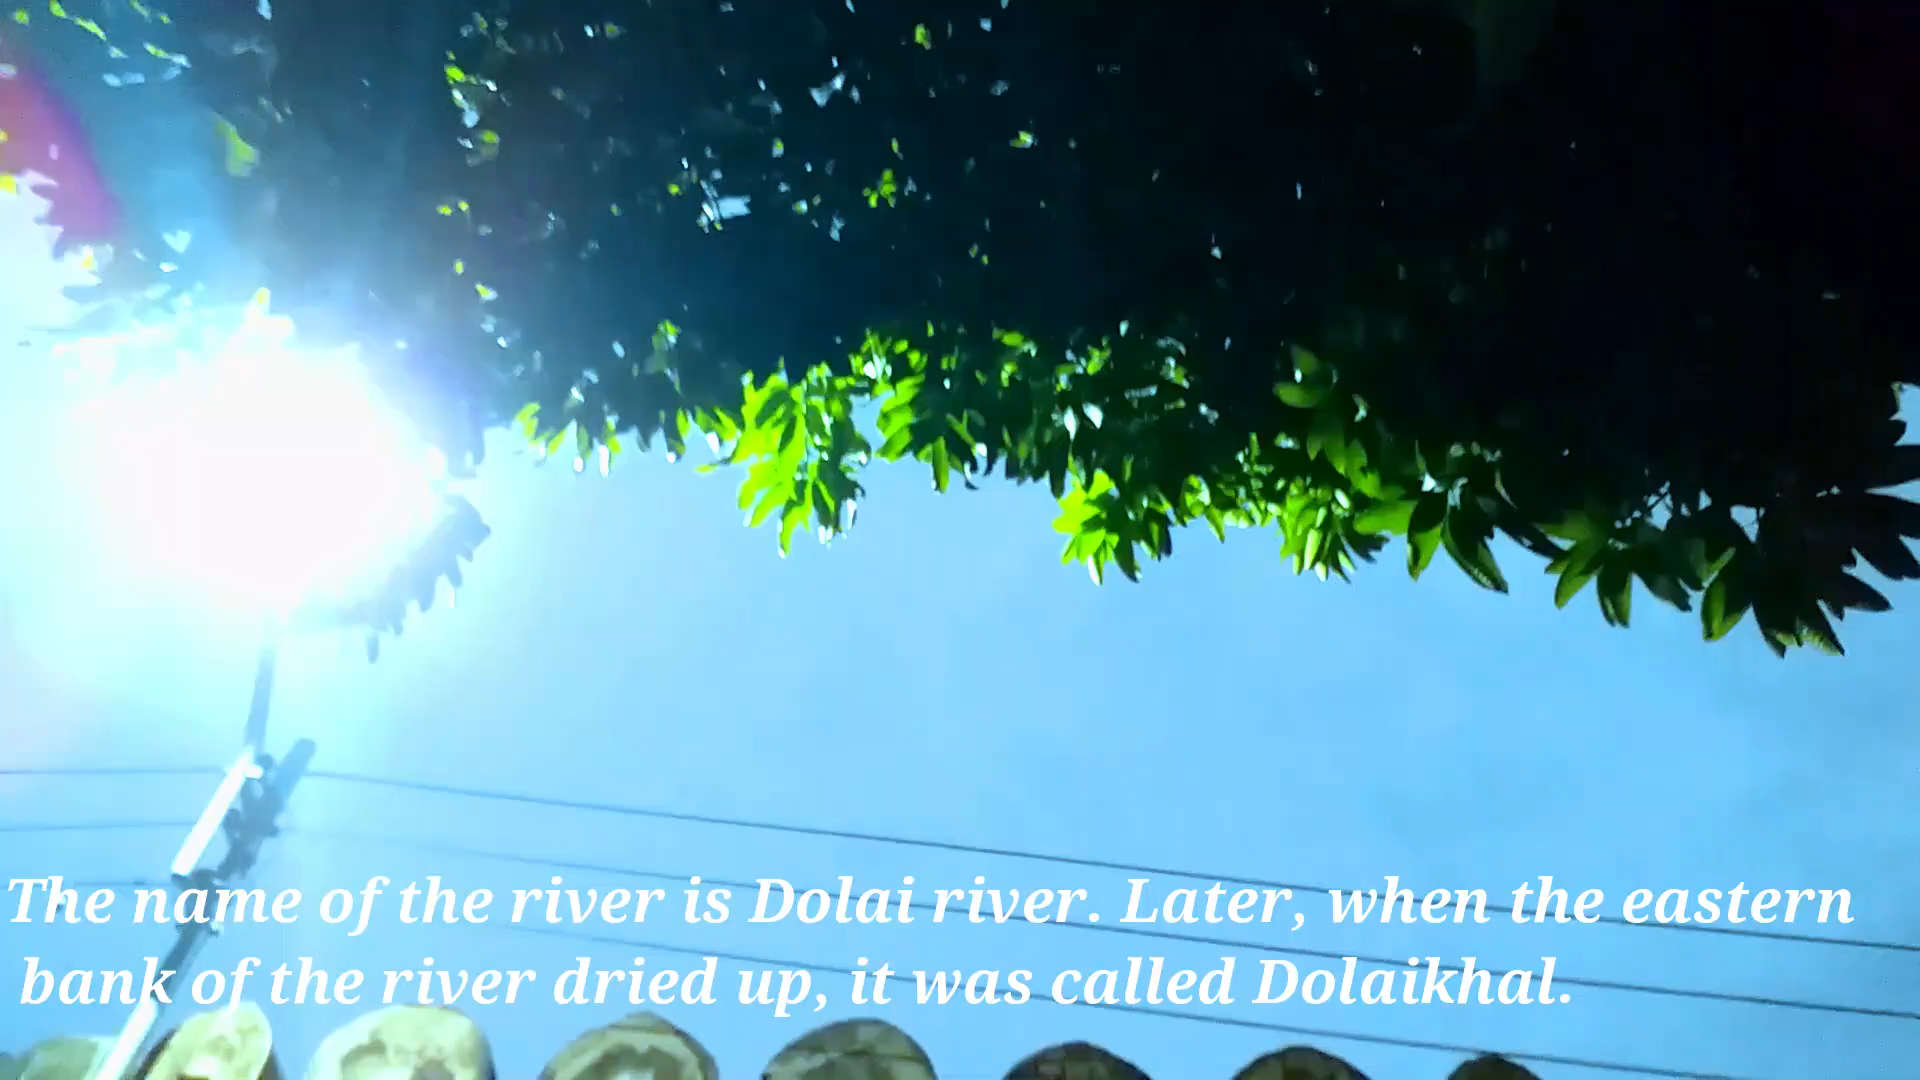 The name of the river is Dolai river. Later, when the eastern
bank of the river dried up, it was called Dolaikhal.